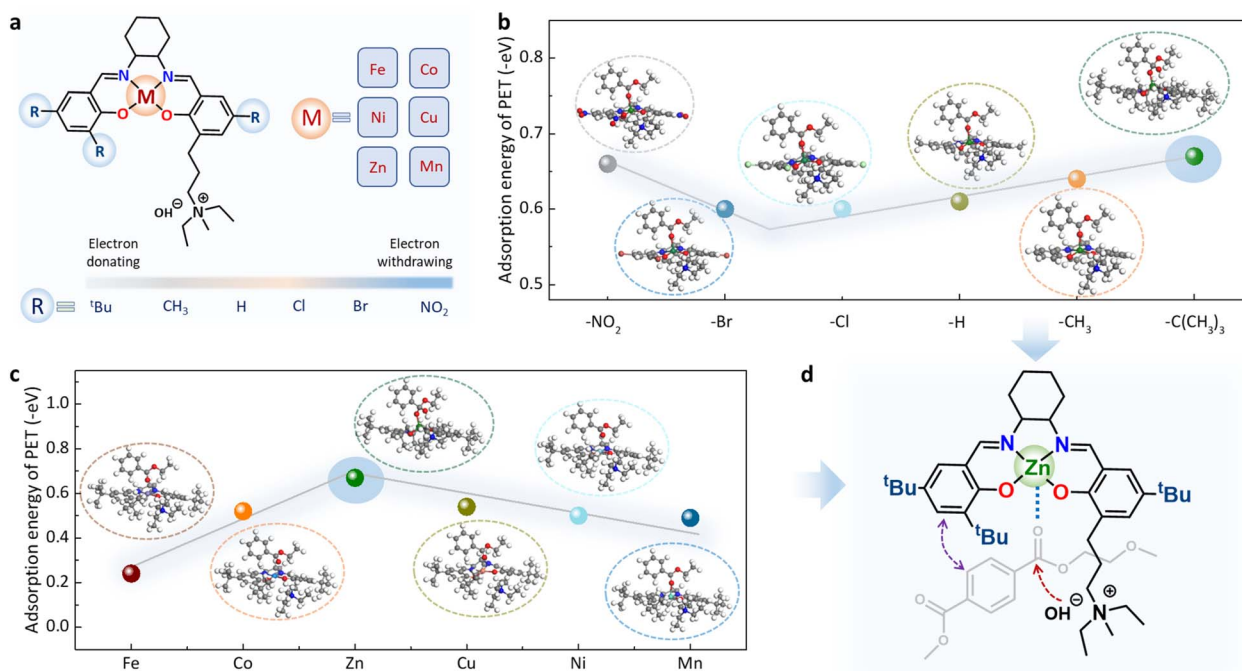 a
N
N
M
O
O
R
R
R
OH⊖
N
+
M
Fe
Co
Ni
Cu
Zn
Mn
Electron
donating
Electron
withdrawing
R
ᵗBu
CH₃
H
Cl
Br
NO₂
b
Adsorption energy of PET (-eV)
0.8
0.7
0.6
0.5
-NO₂
-Br
-Cl
-H
-CH₃
-C(CH₃)₃
c
Adsorption energy of PET (-eV)
1.0
0.8
0.6
0.4
0.2
0.0
Fe
Co
Zn
Cu
Ni
Mn
d
N
N
Zn
O
O
ᵗBu
ᵗBu
ᵗBu
O
O
O
O
O
OH⊖
N
+